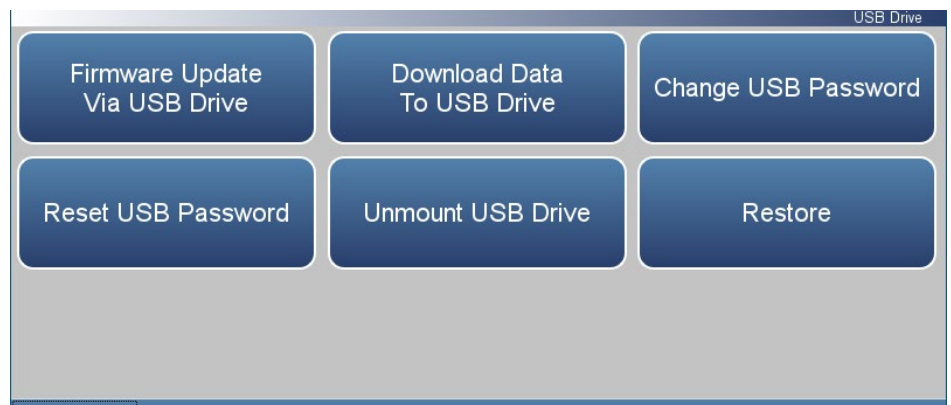 USB Drive
Firmware Update
Via USB Drive
Download Data
To USB Drive
Change USB Password
Reset USB Password
Unmount USB Drive
Restore